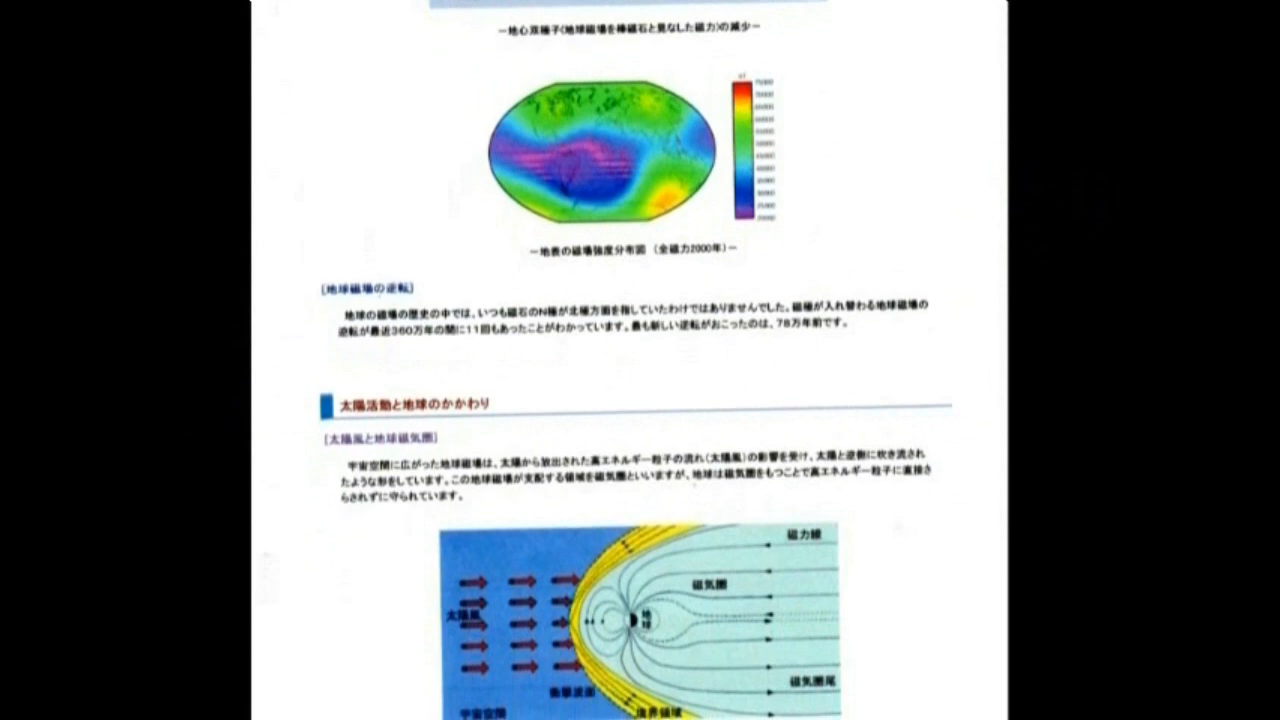 −地心双極子(地球磁場を棒磁石と見なした磁力)の減少−
−地表の磁場強度分布図 (全磁力2000年)−
[地球磁場の逆転]
地球の磁場の歴史の中では、いつも磁石のN極が北極方面を指していたわけではありませんでした。磁極が入れ替わる地球磁場の
逆転が最近360万年の間に11回もあったことがわかっています。最も新しい逆転がおこったのは、78万年前です。
太陽活動と地球のかかわり
[太陽風と地球磁気圏]
宇宙空間に広がった地球磁場は、太陽から放出された高エネルギー粒子の流れ(太陽風)の影響を受け、太陽と逆側に吹き流され
たような形をしています。この地球磁場が支配する領域を磁気圏といいますが、地球は磁気圏をもつことで高エネルギー粒子に直接さ
らされずに守られています。
磁力線
磁気圏
太陽風
地球
磁気圏尾
衝撃波面
宇宙空間
境界領域